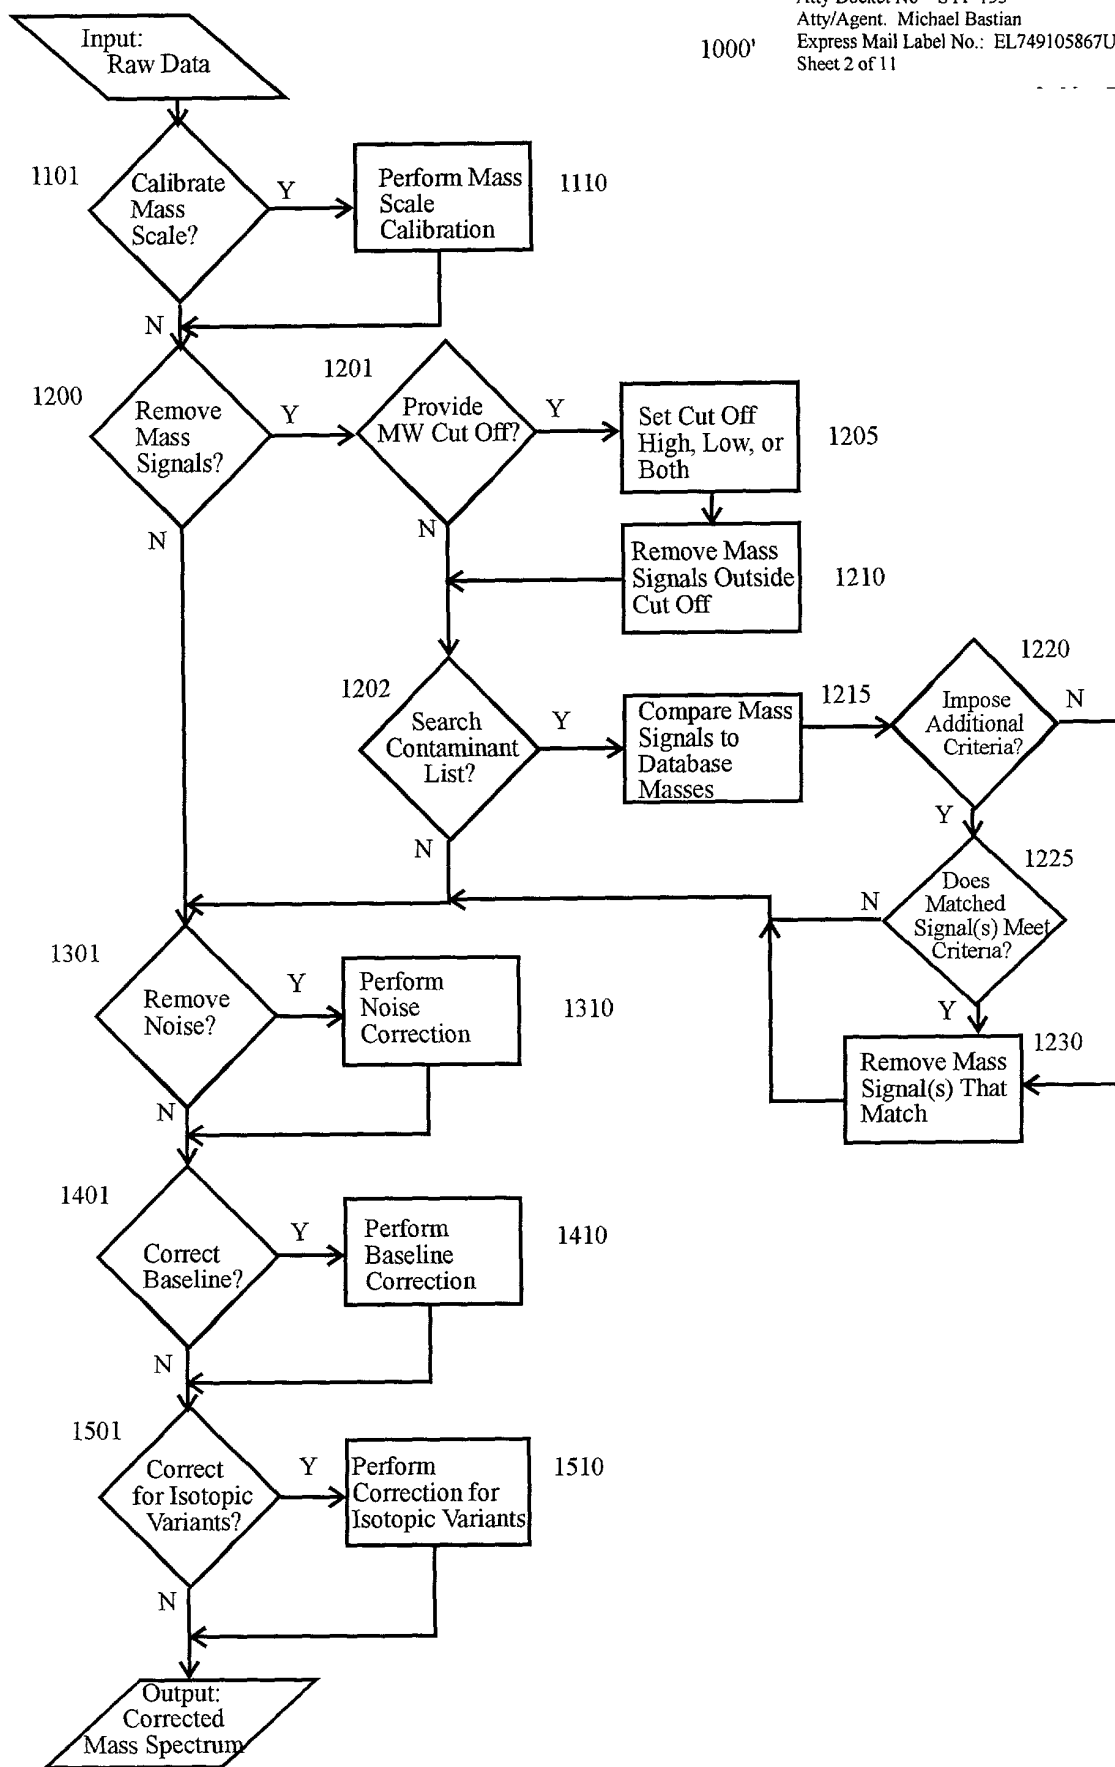 Atty/Agent. Michael Bastian
1000'
Express Mail Label No.: EL749105867U
Sheet 2 of 11
Input:
Raw Data
1101
Calibrate
Mass
Scale?
Y
Perform Mass
Scale
Calibration
1110
N
1200
Remove
Mass
Signals?
Y
N
1201
Provide
MW Cut Off?
Y
N
Set Cut Off
High, Low, or
Both
1205
Remove Mass
Signals Outside
Cut Off
1210
1202
Search
Contaminant
List?
Y
N
Compare Mass
Signals to
Database
Masses
1215
1220
Impose
Additional
Criteria?
N
Y
1225
Does
Matched
Signal(s) Meet
Criteria?
N
Y
1230
Remove Mass
Signal(s) That
Match
1301
Remove
Noise?
Y
Perform
Noise
Correction
1310
N
1401
Correct
Baseline?
Y
Perform
Baseline
Correction
1410
N
1501
Correct
for Isotopic
Variants?
Y
Perform
Correction for
Isotopic Variants
1510
N
Output:
Corrected
Mass Spectrum